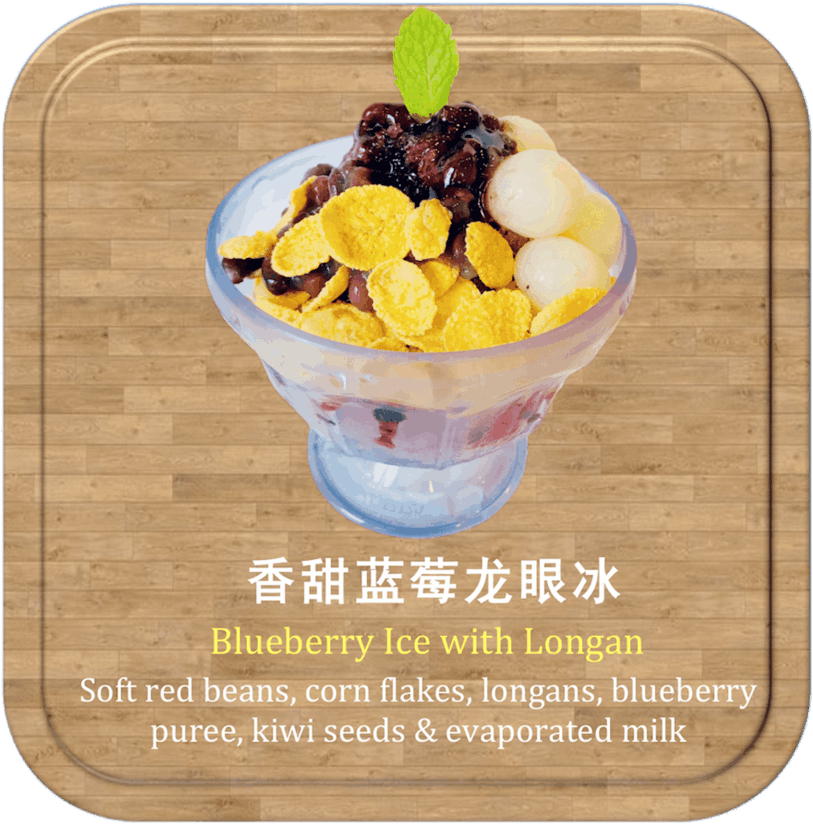 香甜蓝莓龙眼冰
Blueberry Ice with Longan
Soft red beans, corn flakes, longans, blueberry
puree, kiwi seeds & evaporated milk